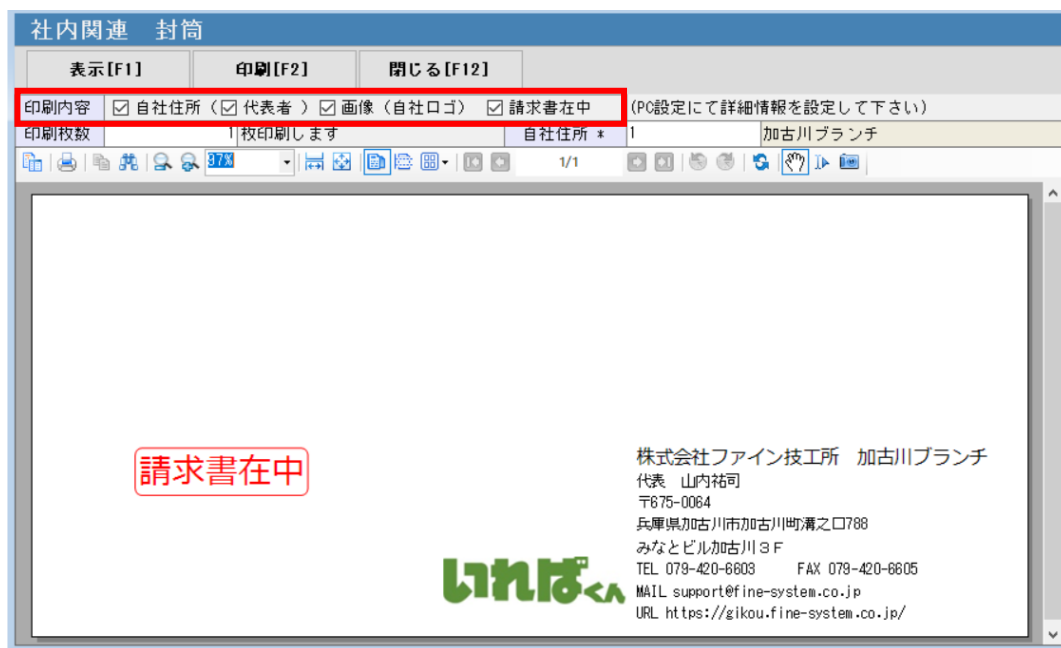 社内関連　封筒
表示[F1]　印刷[F2]　閉じる[F12]
印刷内容　自社住所（代表者 ）画像（自社ロゴ）　請求書在中　(PC設定にて詳細情報を設定して下さい)
印刷枚数　1 枚印刷します　自社住所 *　1　加古川ブランチ
37%　1/1
請求書在中
株式会社ファイン技工所　加古川ブランチ
代表　山内祐司
〒675-0064
兵庫県加古川市加古川町溝之口788
みなとビル加古川３Ｆ
TEL 079-420-6603　FAX 079-420-6605
いればくん
MAIL support@fine-system.co.jp
URL https://gikou.fine-system.co.jp/